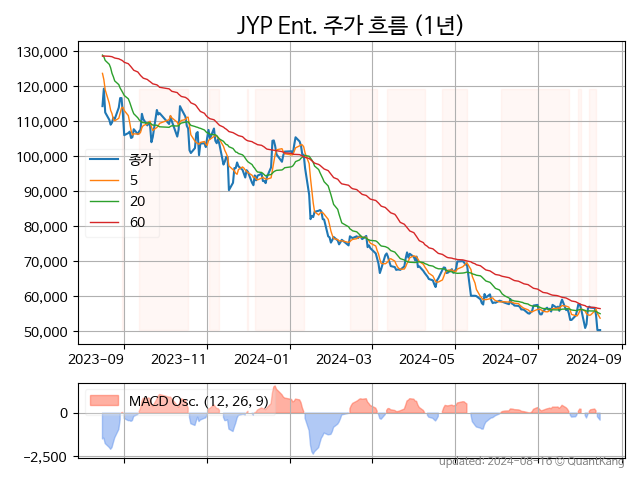 JYP Ent. 주가 흐름 (1년)
130,000
120,000
110,000
100,000
90,000
80,000
70,000
60,000
50,000
종가
5
20
60
2023-09 2023-11 2024-01 2024-03 2024-05 2024-07 2024-09
MACD Osc. (12, 26, 9)
0
−2,500
updated: 2024-08-16 © QuantKang